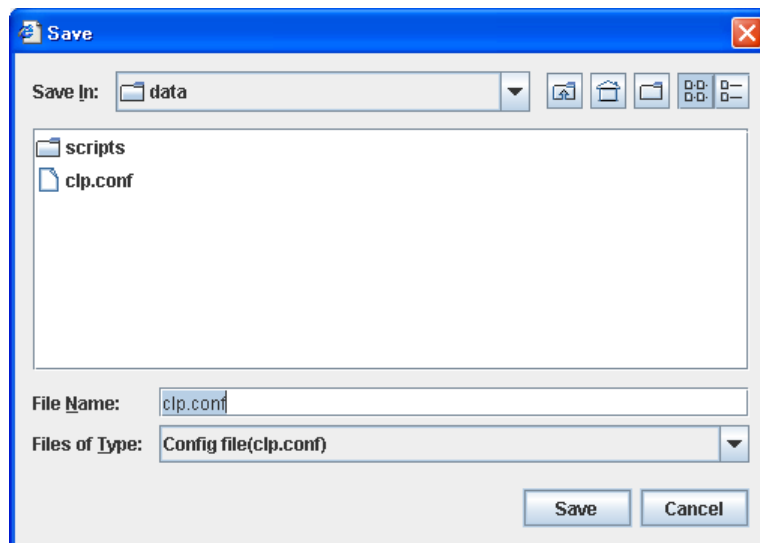 Save
Save In: data
scripts
clp.conf
File Name: clp.conf
Files of Type: Config file(clp.conf)
Save Cancel